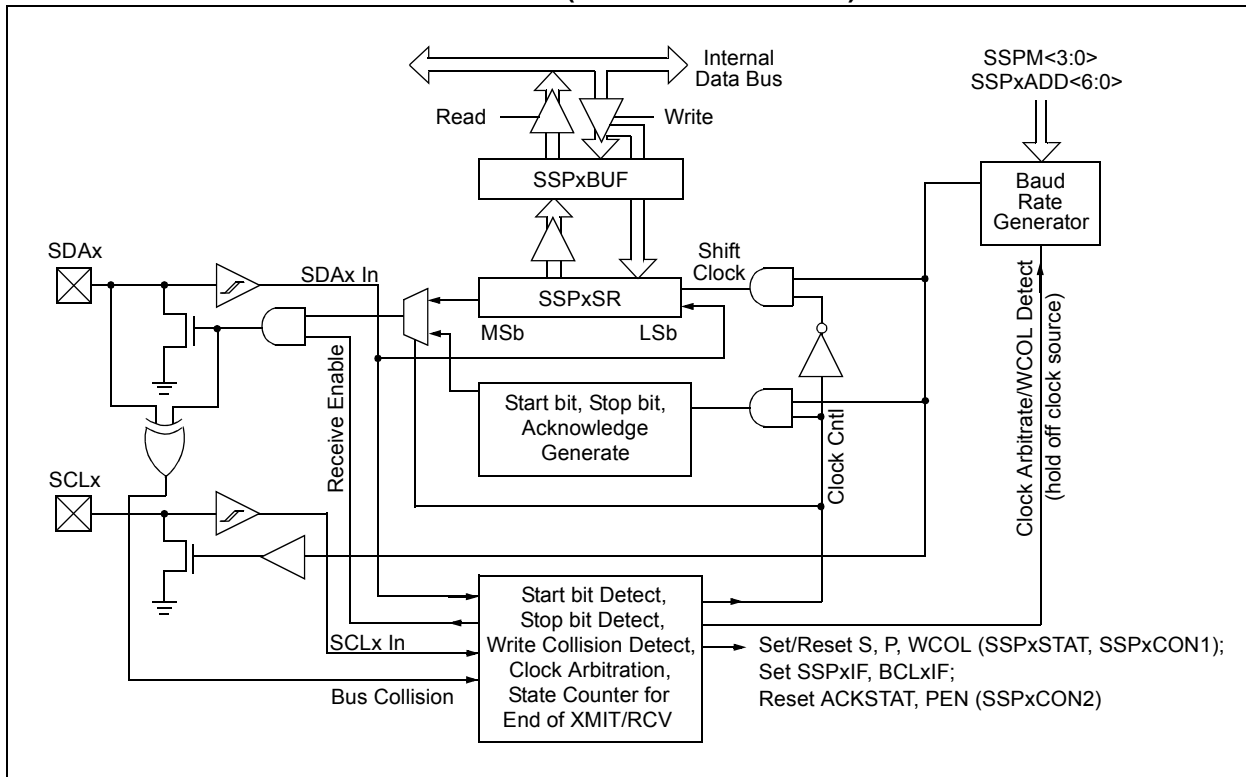 Internal
Data Bus
SSPM<3:0>
SSPxADD<6:0>
Read
Write
SSPxBUF
Baud
Rate
Generator
SDAx
SDAx In
Shift
Clock
SSPxSR
MSb
LSb
Start bit, Stop bit,
Acknowledge
Generate
Receive Enable
Clock Cntl
Clock Arbitrate/WCOL Detect
(hold off clock source)
SCLx
SCLx In
Bus Collision
Start bit Detect,
Stop bit Detect,
Write Collision Detect,
Clock Arbitration,
State Counter for
End of XMIT/RCV
Set/Reset S, P, WCOL (SSPxSTAT, SSPxCON1);
Set SSPxIF, BCLxIF;
Reset ACKSTAT, PEN (SSPxCON2)